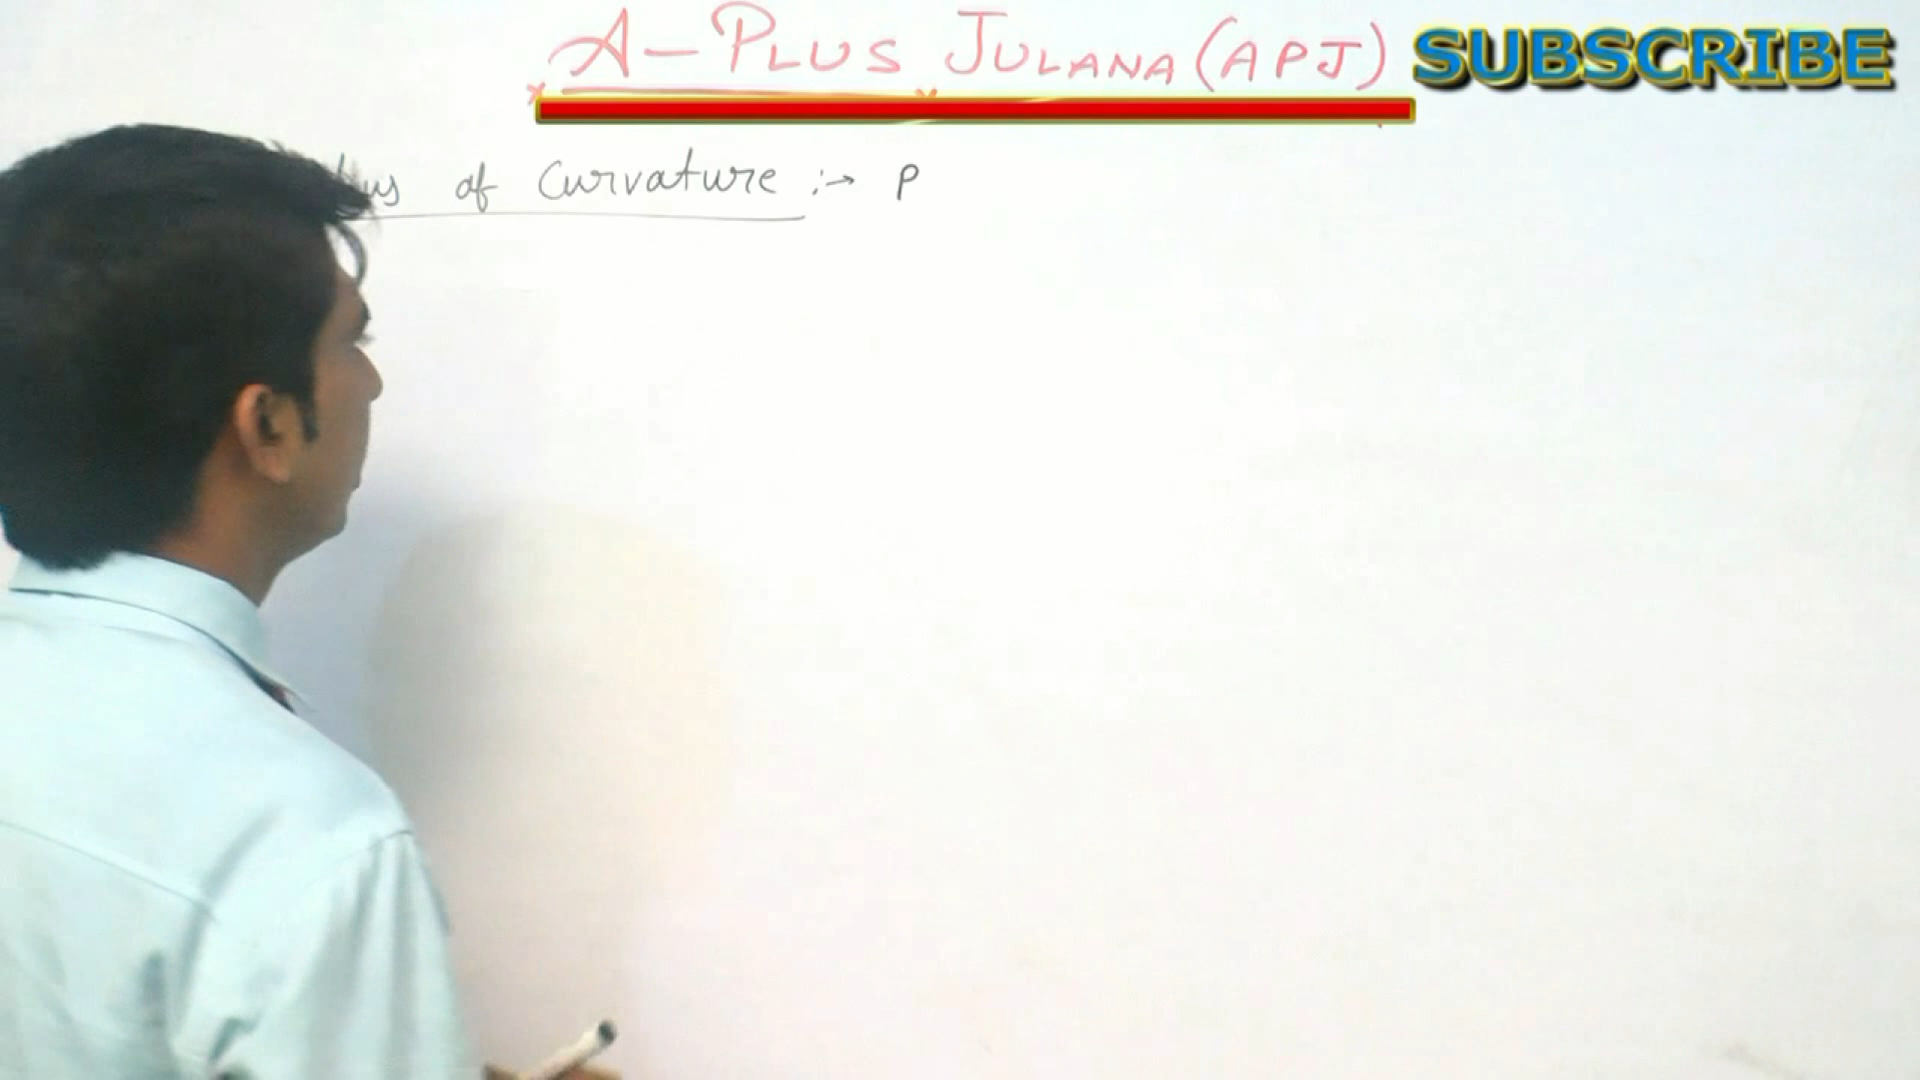 A-PLUS JULANA (APJ) SUBSCRIBE
of Curvature :→ ρ